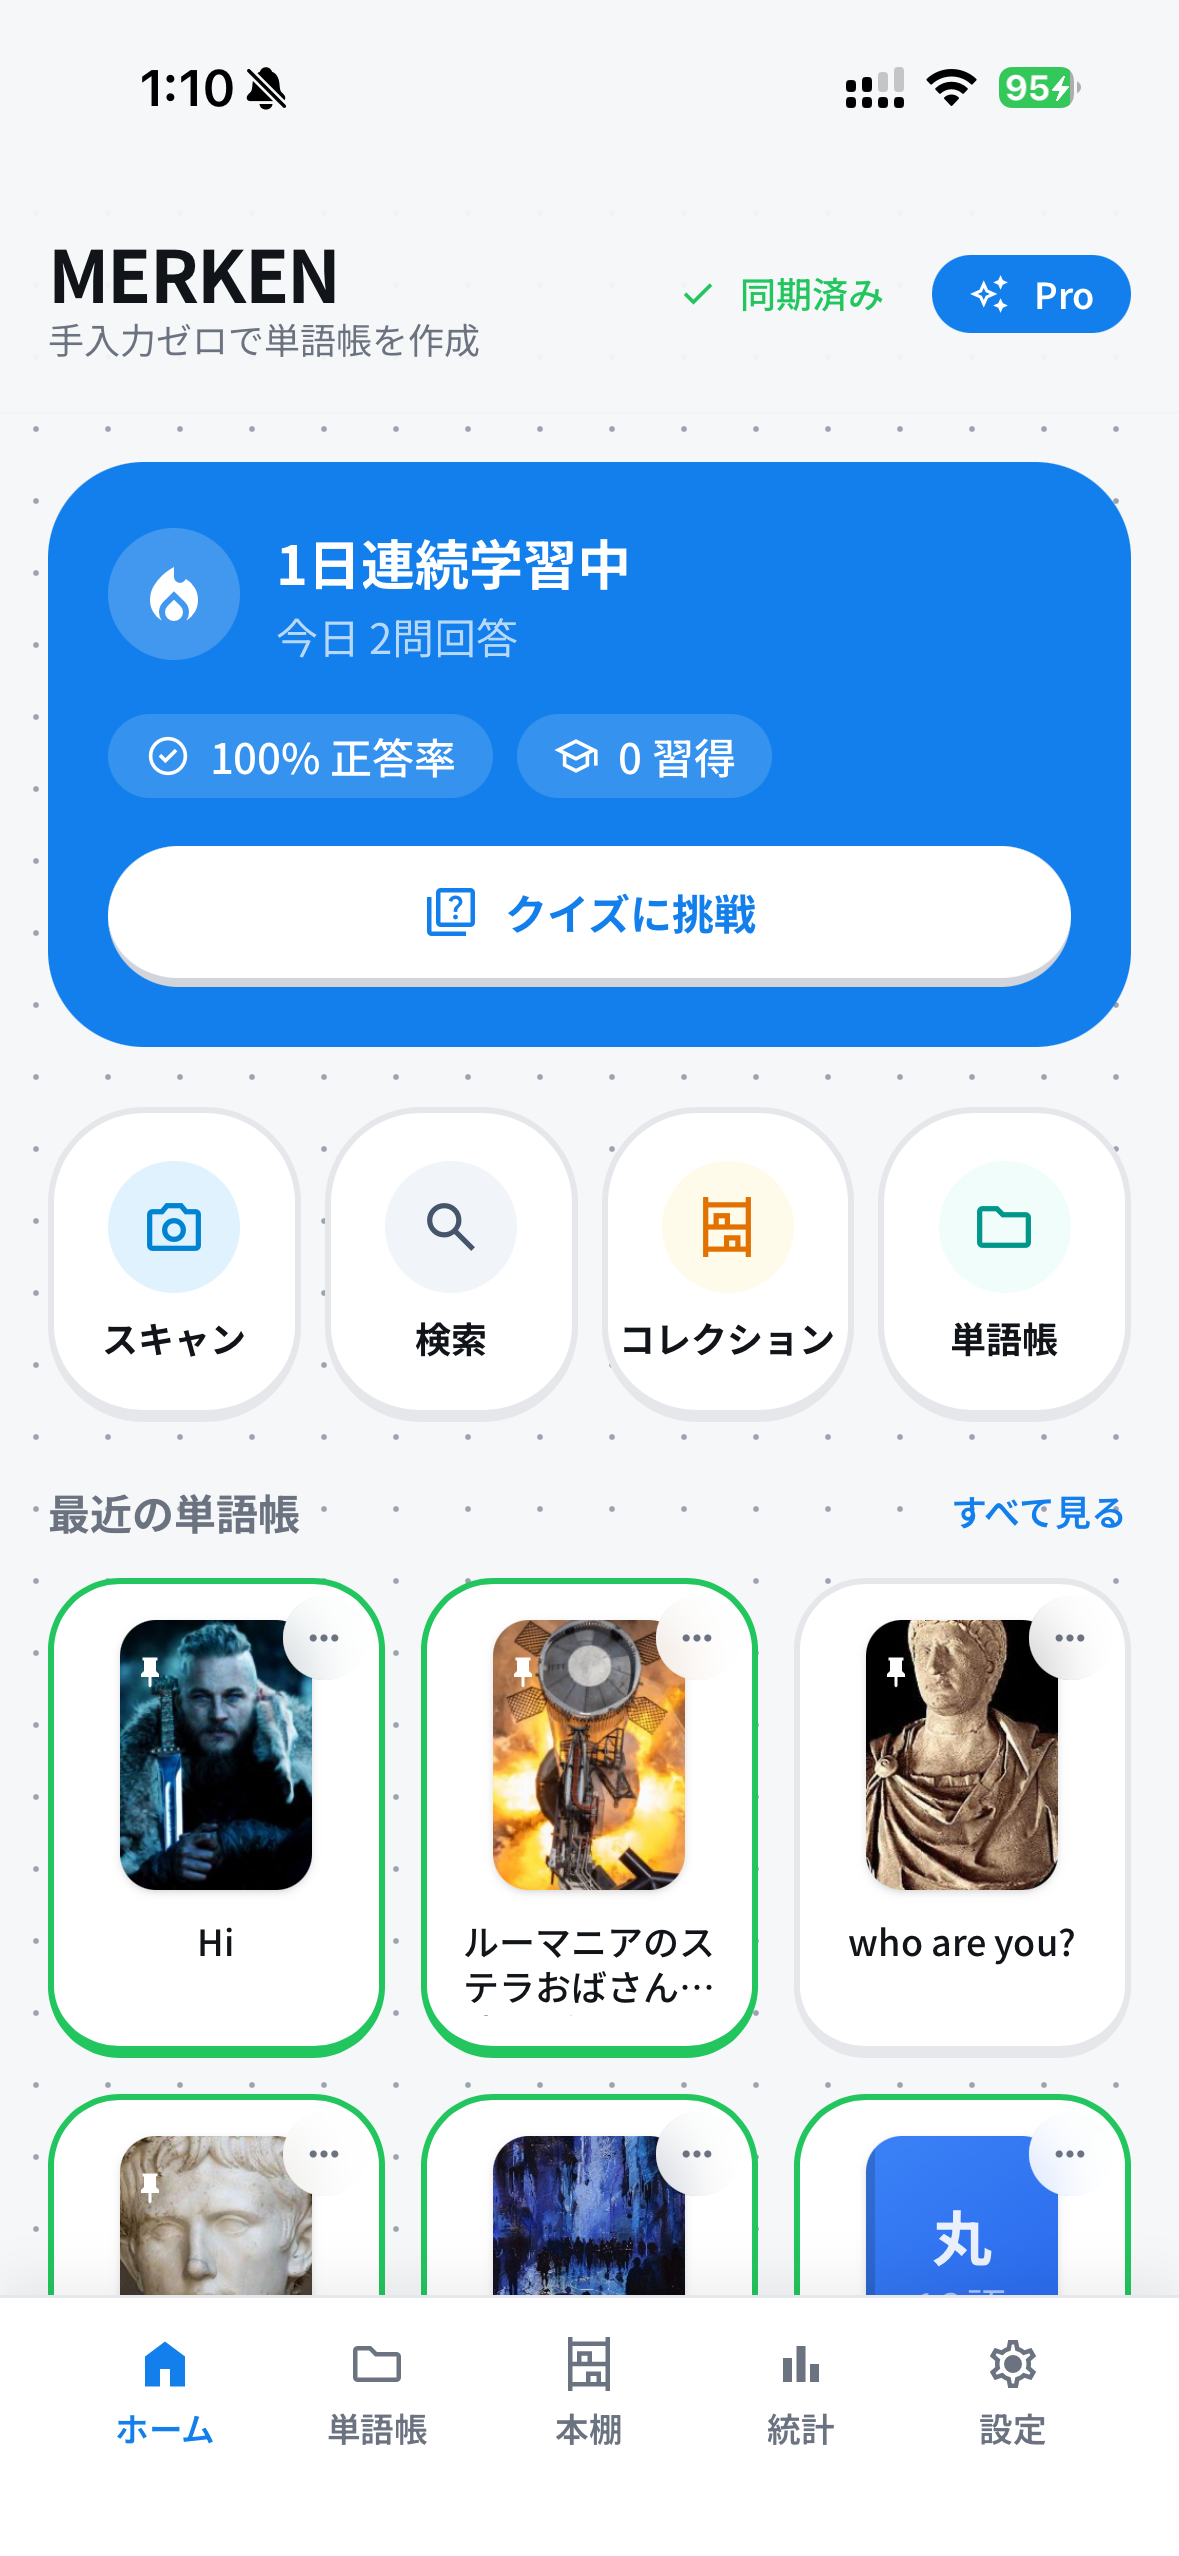 1:10
95
MERKEN
手入力ゼロで単語帳を作成
同期済み
Pro
1日連続学習中
今日 2問回答
100% 正答率
0 習得
クイズに挑戦
スキャン
検索
コレクション
単語帳
最近の単語帳
すべて見る
Hi
ルーマニアのス
テラおばさん…
who are you?
丸
ホーム
単語帳
本棚
統計
設定